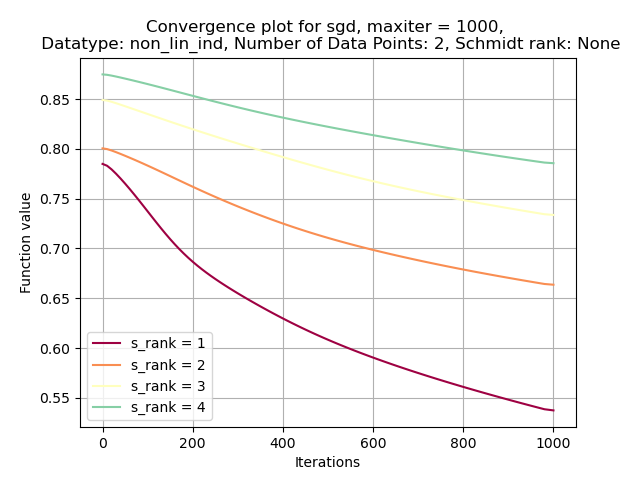 Convergence plot for sgd, maxiter = 1000,
Datatype: non_lin_ind, Number of Data Points: 2, Schmidt rank: None
0.85
0.80
0.75
0.70
0.65
0.60
0.55
Function value
s_rank = 1
s_rank = 2
s_rank = 3
s_rank = 4
0 200 400 600 800 1000
Iterations